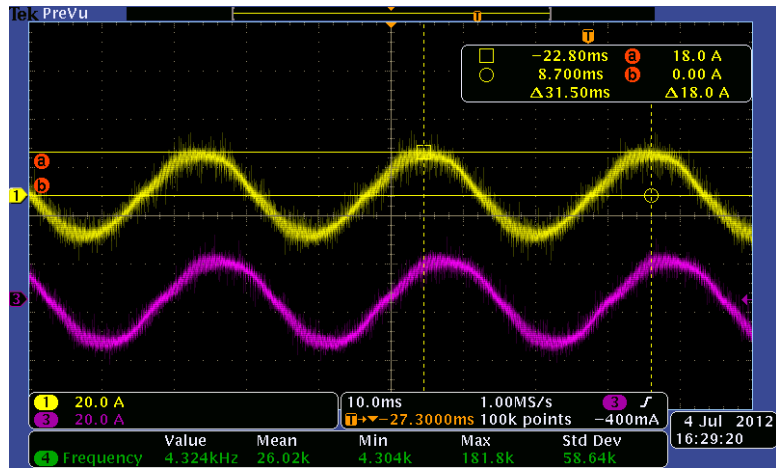 Tek PreVu
T
T
−22.80ms a 18.0 A
8.700ms b 0.00 A
Δ31.50ms Δ18.0 A
a
b
1
3
1 20.0 A
3 20.0 A
10.0ms 1.00MS/s 3
T→▼−27.3000ms 100k points −400mA
4 Jul 2012
16:29:20
Value Mean Min Max Std Dev
4 Frequency 4.324kHz 26.02k 4.304k 181.8k 58.64k